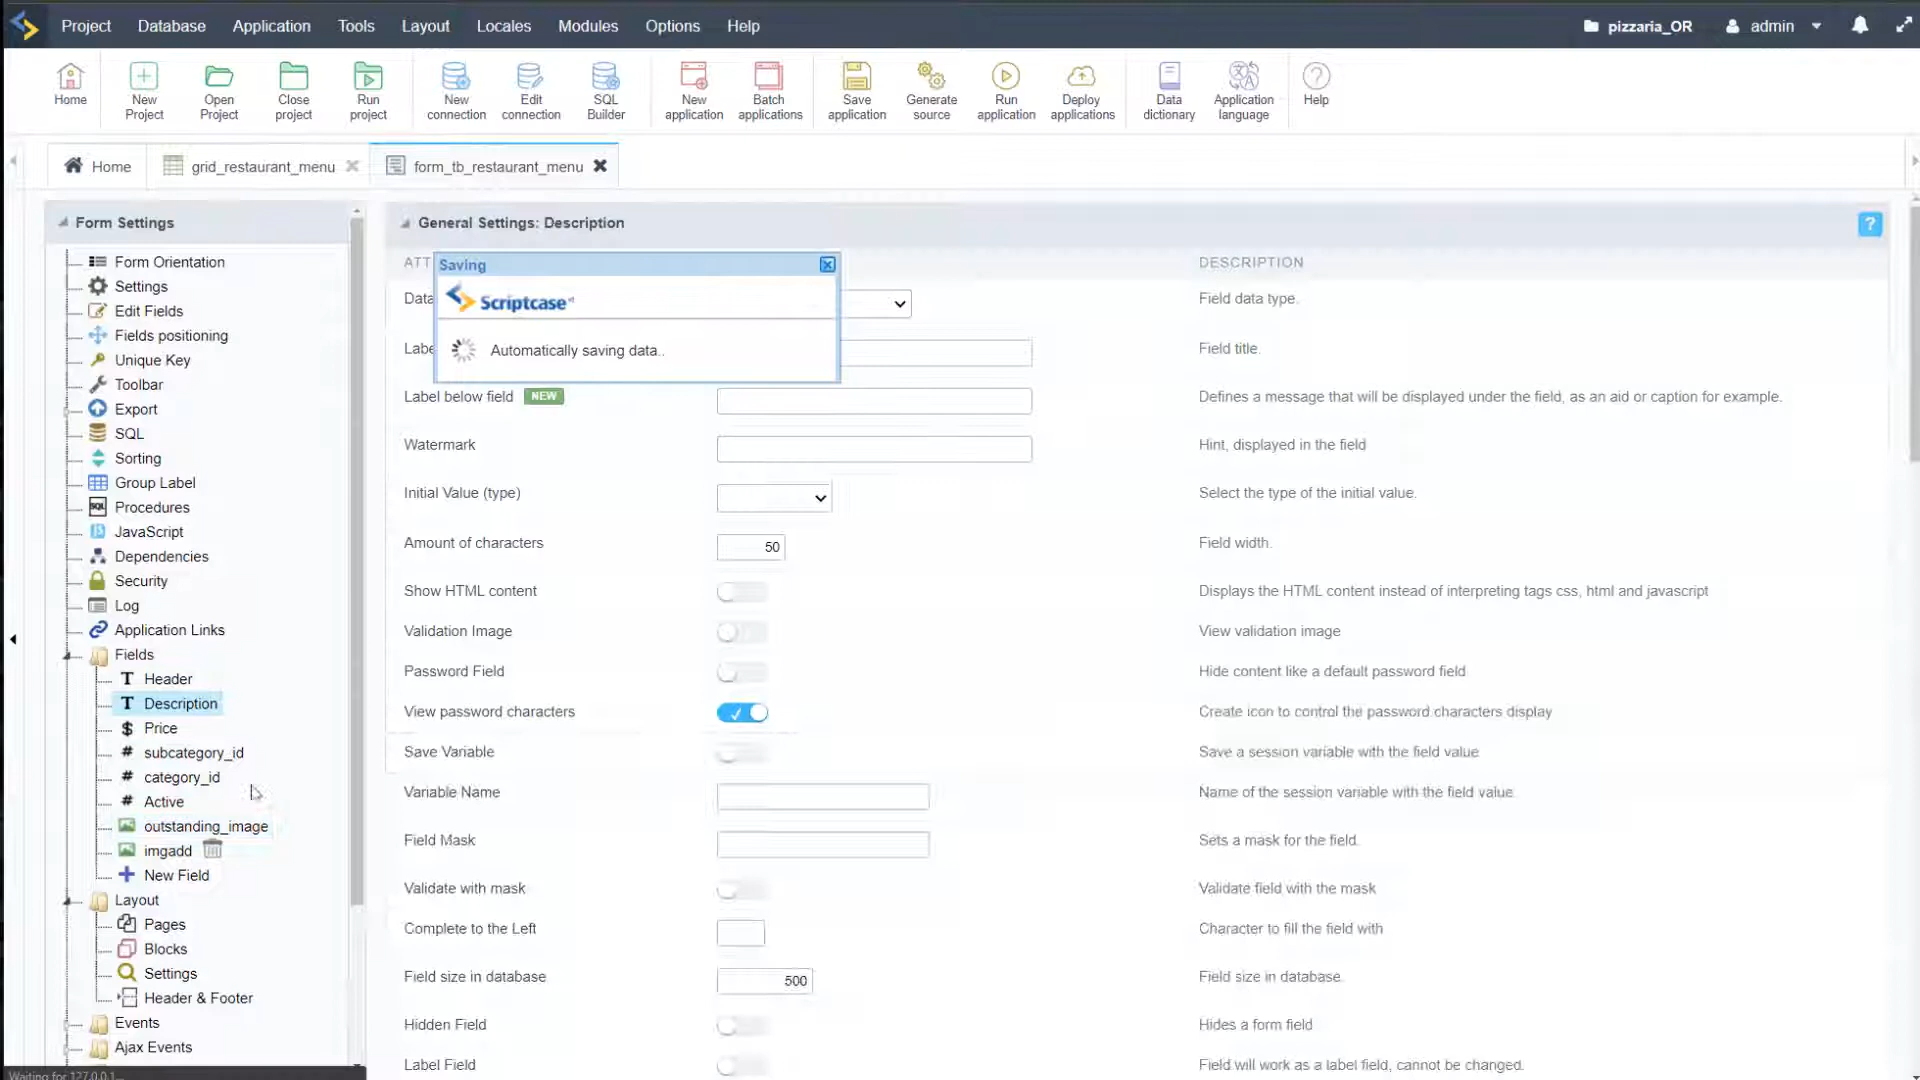 Project Database Application Tools Layout Locales Modules Options Help pizzaria_OR admin
Home New Project Open Project Close project Run project New connection Edit connection SQL Builder New application Batch applications Save application Generate source Run application Deploy applications Data dictionary Application language Help
Home grid_restaurant_menu form_tb_restaurant_menu
Form Settings
Form Orientation
Settings
Edit Fields
Fields positioning
Unique Key
Toolbar
Export
SQL
Sorting
Group Label
Procedures
JavaScript
Dependencies
Security
Log
Application Links
Fields
Header
Description
Price
subcategory_id
category_id
Active
outstanding_image
imgadd
New Field
Layout
Pages
Blocks
Settings
Header & Footer
Events
Ajax Events
Waiting for 127.0.0.1...
General Settings: Description ?
ATT DESCRIPTION
Saving
Scriptcase
Automatically saving data..
Data Field data type.
Labe Field title.
Label below field NEW Defines a message that will be displayed under the field, as an aid or caption for example.
Watermark Hint, displayed in the field
Initial Value (type) Select the type of the initial value.
Amount of characters 50 Field width.
Show HTML content Displays the HTML content instead of interpreting tags css, html and javascript
Validation Image View validation image
Password Field Hide content like a default password field
View password characters Create icon to control the password characters display
Save Variable Save a session variable with the field value
Variable Name Name of the session variable with the field value
Field Mask Sets a mask for the field.
Validate with mask Validate field with the mask
Complete to the Left Character to fill the field with
Field size in database 500 Field size in database.
Hidden Field Hides a form field
Label Field Field will work as a label field, cannot be changed.